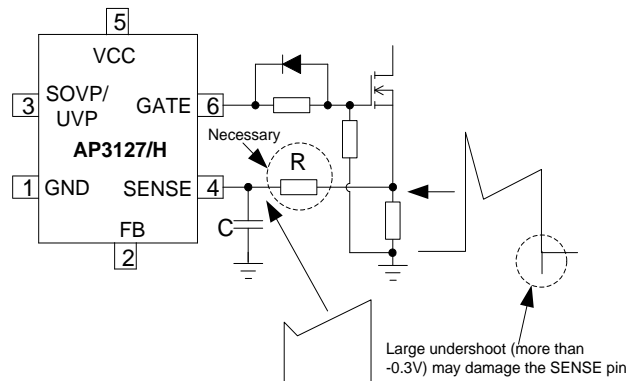 5
VCC
3
SOVP/
UVP
GATE
6
AP3127/H
1
GND
SENSE
4
FB
2
Necessary
R
C
Large undershoot (more than
-0.3V) may damage the SENSE pin